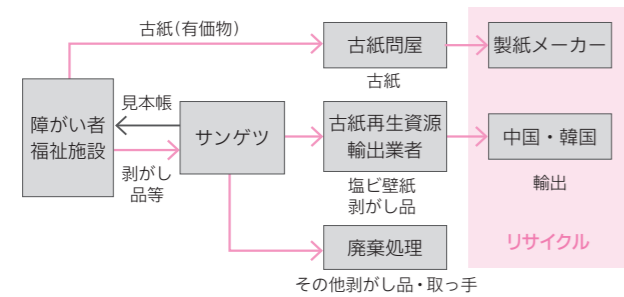 古紙(有価物)
古紙問屋
製紙メーカー
古紙
障がい者
福祉施設
見本帳
サンゲツ
剥がし
品等
古紙再生資源
輸出業者
塩ビ壁紙
剥がし品
中国・韓国
輸出
リサイクル
廃棄処理
その他剥がし品・取っ手